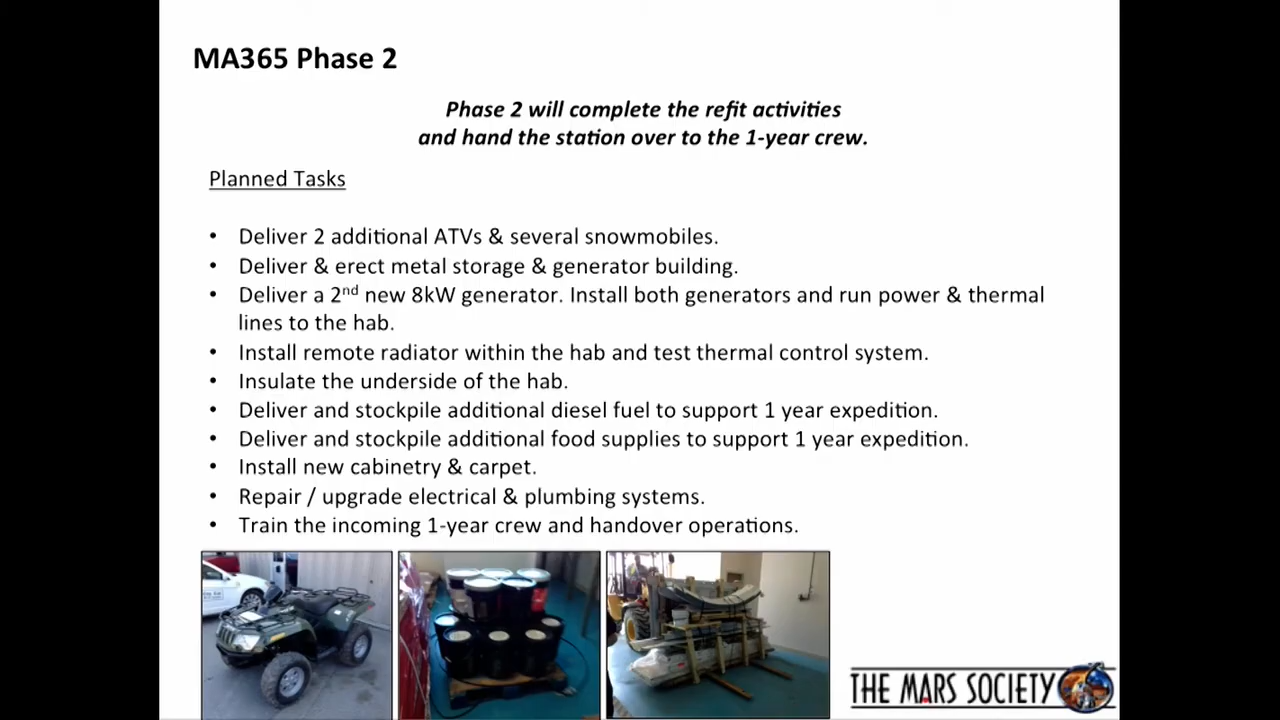 MA365 Phase 2
Phase 2 will complete the refit activities
and hand the station over to the 1-year crew.
Planned Tasks
• Deliver 2 additional ATVs & several snowmobiles.
• Deliver & erect metal storage & generator building.
• Deliver a 2nd new 8kW generator. Install both generators and run power & thermal
lines to the hab.
• Install remote radiator within the hab and test thermal control system.
• Insulate the underside of the hab.
• Deliver and stockpile additional diesel fuel to support 1 year expedition.
• Deliver and stockpile additional food supplies to support 1 year expedition.
• Install new cabinetry & carpet.
• Repair / upgrade electrical & plumbing systems.
• Train the incoming 1-year crew and handover operations.
THE MARS SOCIETY